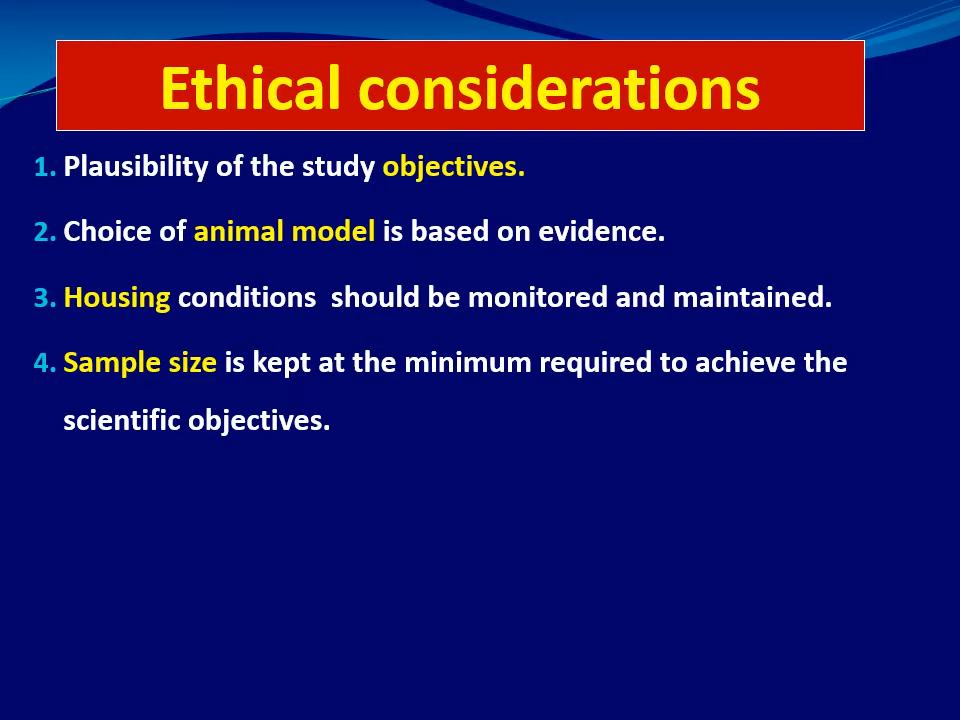 Ethical considerations
1. Plausibility of the study objectives.
2. Choice of animal model is based on evidence.
3. Housing conditions  should be monitored and maintained.
4. Sample size is kept at the minimum required to achieve the
scientific objectives.